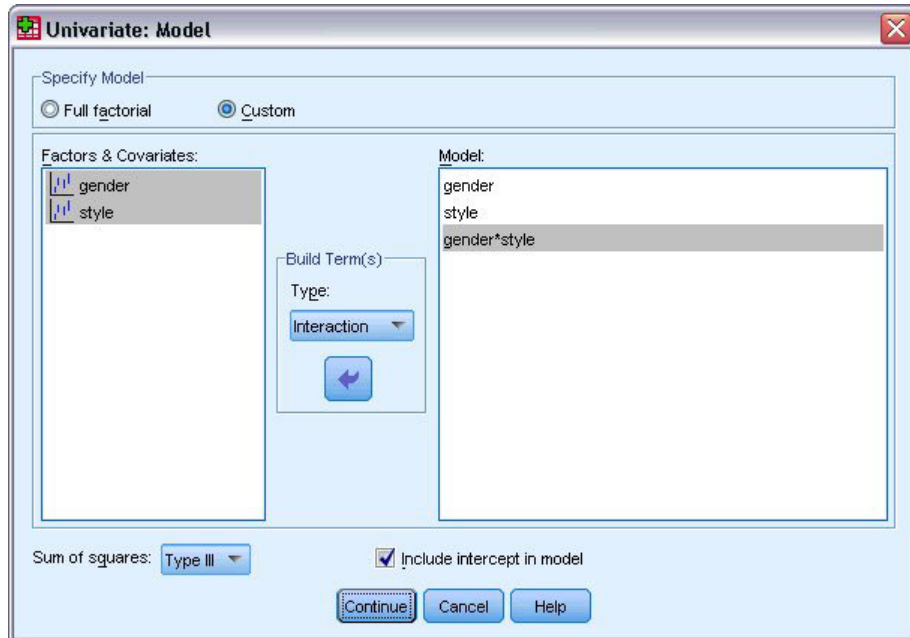 Univariate: Model
Specify Model
Full factorial
Custom
Factors & Covariates:
gender
style
Build Term(s)
Type:
Interaction
Model:
gender
style
gender*style
Sum of squares:
Type III
Include intercept in model
Continue
Cancel
Help